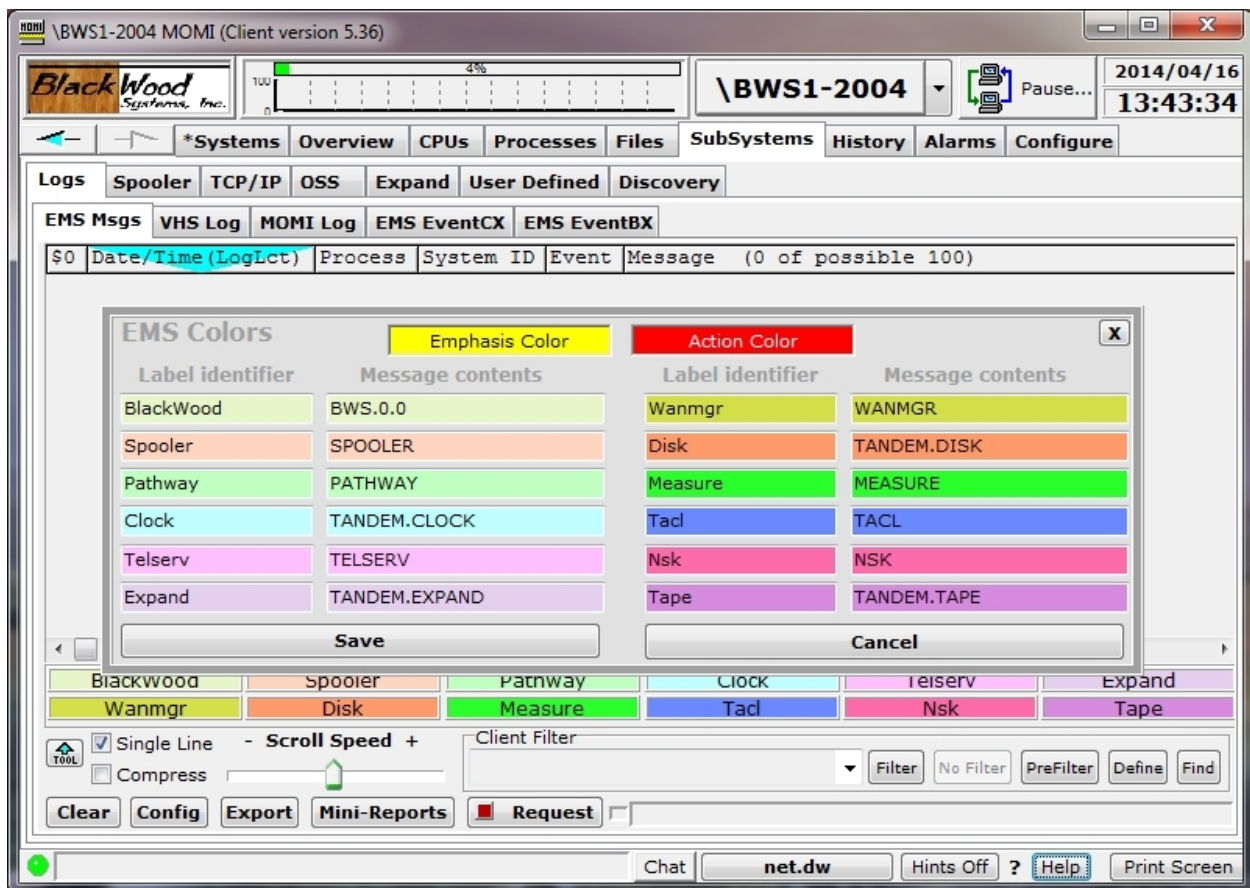 MOMI \BWS1-2004 MOMI (Client version 5.36)
BlackWood Systems, Inc.
100 4% 0
\BWS1-2004 Pause... 2014/04/16 13:43:34
*Systems Overview CPUs Processes Files SubSystems History Alarms Configure
Logs Spooler TCP/IP OSS Expand User Defined Discovery
EMS Msgs VHS Log MOMI Log EMS EventCX EMS EventBX
$0 Date/Time(LogLct) Process System ID Event Message (0 of possible 100)
EMS Colors Emphasis Color Action Color X
Label identifier Message contents Label identifier Message contents
BlackWood BWS.0.0 Wanmgr WANMGR
Spooler SPOOLER Disk TANDEM.DISK
Pathway PATHWAY Measure MEASURE
Clock TANDEM.CLOCK Tacl TACL
Telserv TELSERV Nsk NSK
Expand TANDEM.EXPAND Tape TANDEM.TAPE
Save Cancel
BlackWood Spooler Pathway Clock Telserv Expand
Wanmgr Disk Measure Tacl Nsk Tape
TOOL Single Line - Scroll Speed + Client Filter
Compress Filter No Filter PreFilter Define Find
Clear Config Export Mini-Reports Request
Chat net.dw Hints Off ? Help Print Screen